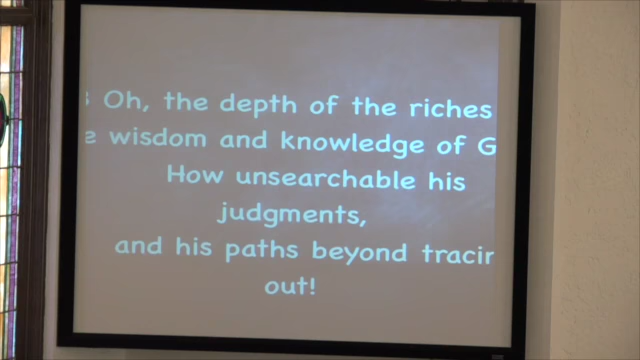 Oh, the depth of the riches
wisdom and knowledge of G
How unsearchable his
judgments,
and his paths beyond tracin
out!